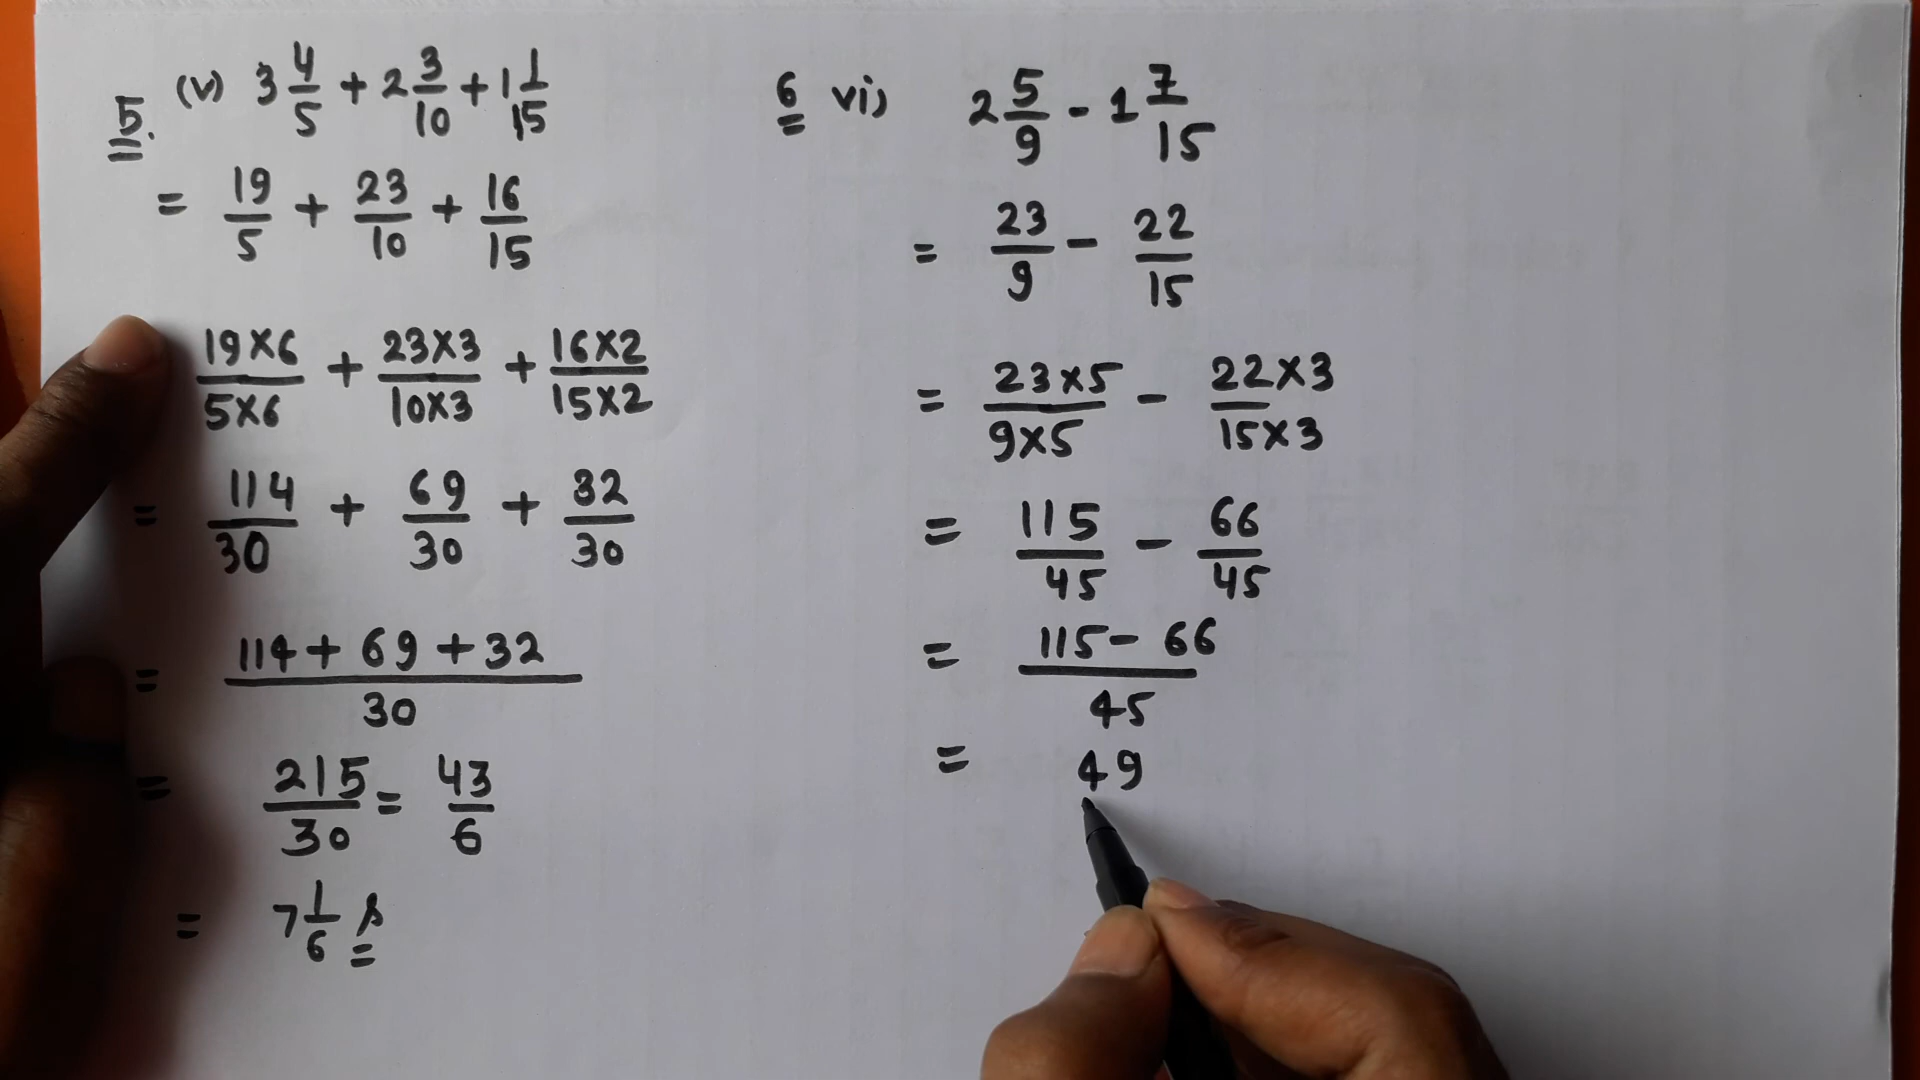 5. (v) 3 4/5 + 2 3/10 + 1 1/15
= 19/5 + 23/10 + 16/15
19×6/5×6 + 23×3/10×3 + 16×2/15×2
= 114/30 + 69/30 + 32/30
= 114 + 69 + 32/30
= 215/30 = 43/6
= 7 1/6
6 vi) 2 5/9 - 1 7/15
= 23/9 - 22/15
= 23×5/9×5 - 22×3/15×3
= 115/45 - 66/45
= 115 - 66/45
= 49